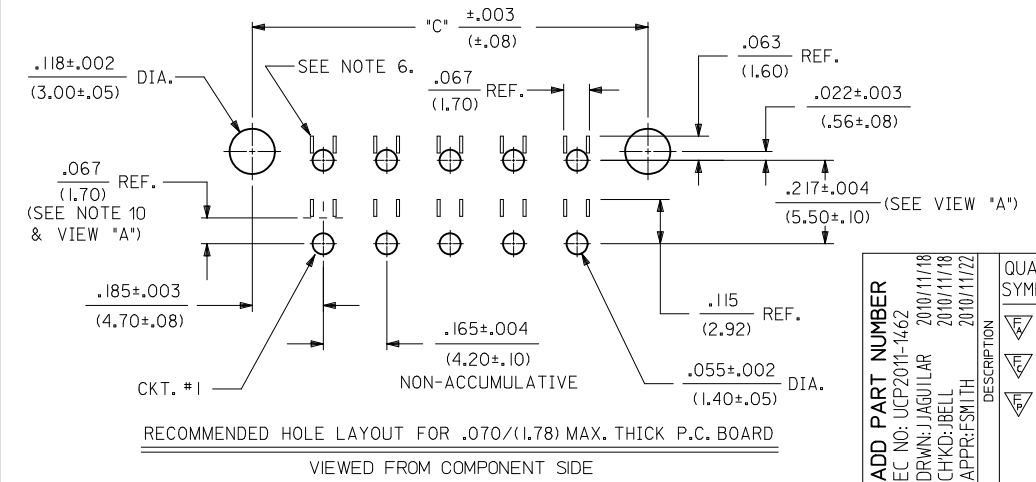 "C" ±.003
(±.08)
.118±.002 DIA.
(3.00±.05)
SEE NOTE 6.
.067 REF.
(1.70)
.063 REF.
(1.60)
.022±.003
(.56±.08)
.067 REF.
(1.70)
(SEE NOTE 10
& VIEW "A")
.217±.004 (SEE VIEW "A")
(5.50±.10)
.185±.003
(4.70±.08)
.165±.004
(4.20±.10)
NON-ACCUMULATIVE
.115 REF.
(2.92)
CKT. #1
.055±.002 DIA.
(1.40±.05)
RECOMMENDED HOLE LAYOUT FOR .070/(1.78) MAX. THICK P.C. BOARD
VIEWED FROM COMPONENT SIDE
ADD PART NUMBER
EC NO: UCP2011-1462
DRWN:JJAGUILAR 2010/11/18
CH'KD:JBELL 2010/11/18
APPR:FSMITH 2010/11/22
DESCRIPTION
QUA
SYM
FA
FC
FP